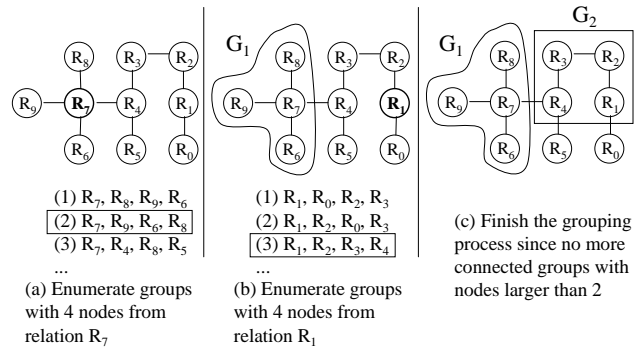 R8 R3 R2
R9 R7 R4 R1
R6 R5 R0
(1) R7, R8, R9, R6
(2) R7, R9, R6, R8
(3) R7, R4, R8, R5
...
(a) Enumerate groups
with 4 nodes from
relation R7
G1
R8 R3 R2
R9 R7 R4 R1
R6 R5 R0
(1) R1, R0, R2, R3
(2) R1, R2, R0, R3
(3) R1, R2, R3, R4
...
(b) Enumerate groups
with 4 nodes from
relation R1
G2
G1
R8 R3 R2
R9 R7 R4 R1
R6 R5 R0
(c) Finish the grouping
process since no more
connected groups with
nodes larger than 2